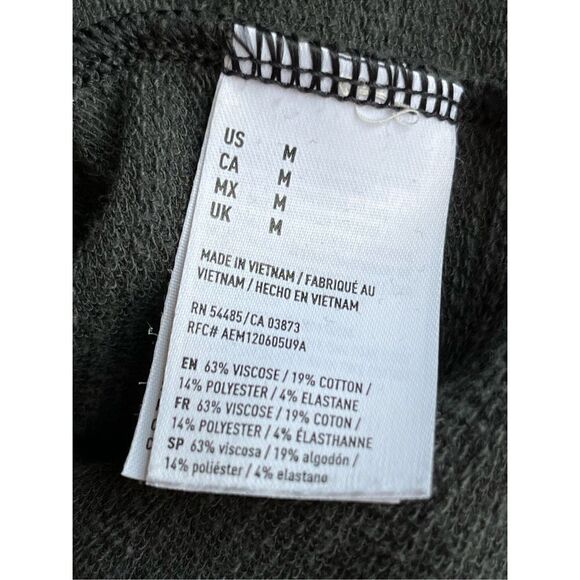 US M
CA M
MX M
UK M
MADE IN VIETNAM / FABRIQUÉ AU
VIETNAM / HECHO EN VIETNAM
RN 54485/CA 03873
RFC# AEM120605U9A
EN 63% VISCOSE / 19% COTTON /
14% POLYESTER / 4% ELASTANE
FR 63% VISCOSE / 19% COTON /
14% POLYESTER / 4% ÉLASTHANNE
SP 63% viscosa / 19% algodón /
14% poliéster / 4% elastano